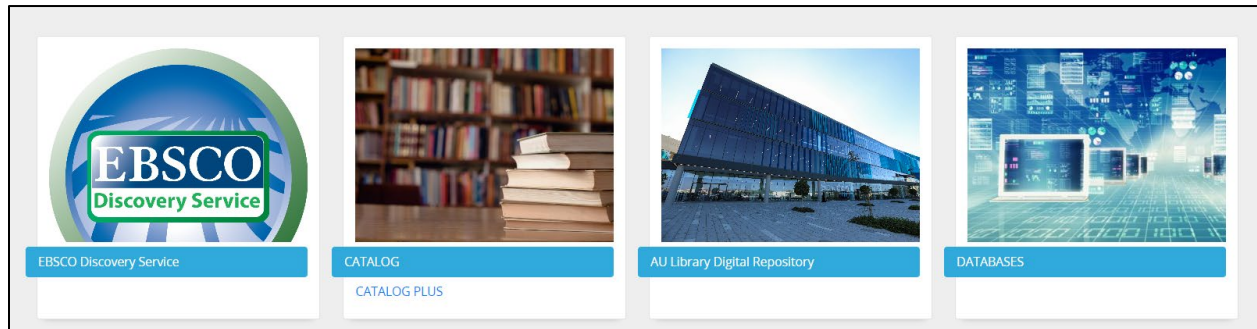 EBSCO
Discovery Service
EBSCO Discovery Service
CATALOG
CATALOG PLUS
AU Library Digital Repository
DATABASES